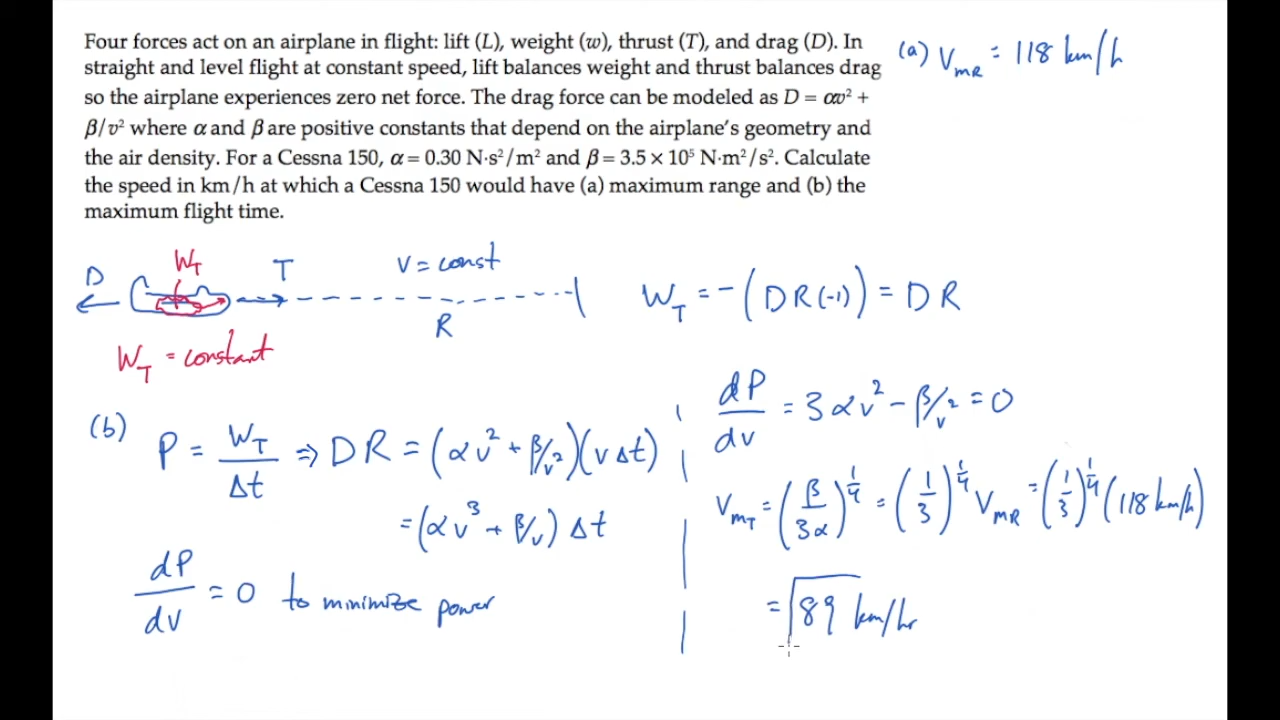 Four forces act on an airplane in flight: lift (L), weight (w), thrust (T), and drag (D). In
straight and level flight at constant speed, lift balances weight and thrust balances drag
so the airplane experiences zero net force. The drag force can be modeled as D = αv² +
β/v² where α and β are positive constants that depend on the airplane's geometry and
the air density. For a Cessna 150, α = 0.30 N·s²/m² and β = 3.5 × 10⁵ N·m²/s². Calculate
the speed in km/h at which a Cessna 150 would have (a) maximum range and (b) the
maximum flight time.
(a) V_mR = 118 km/h
D W_T T V = const
R
W_T = constant
W_T = -(DR(-1)) = DR
(b)
P = W_T/Δt ⇒ DR = (αv² + β/v²)(vΔt)
= (αv³ + β/v) Δt
dP/dv = 0 to minimize power
dP/dv = 3αv² - β/v² = 0
V_mT = (β/3α)^1/4 = (1/3)^1/4 V_mR = (1/3)^1/4 (118 km/h)
= 89 km/hr